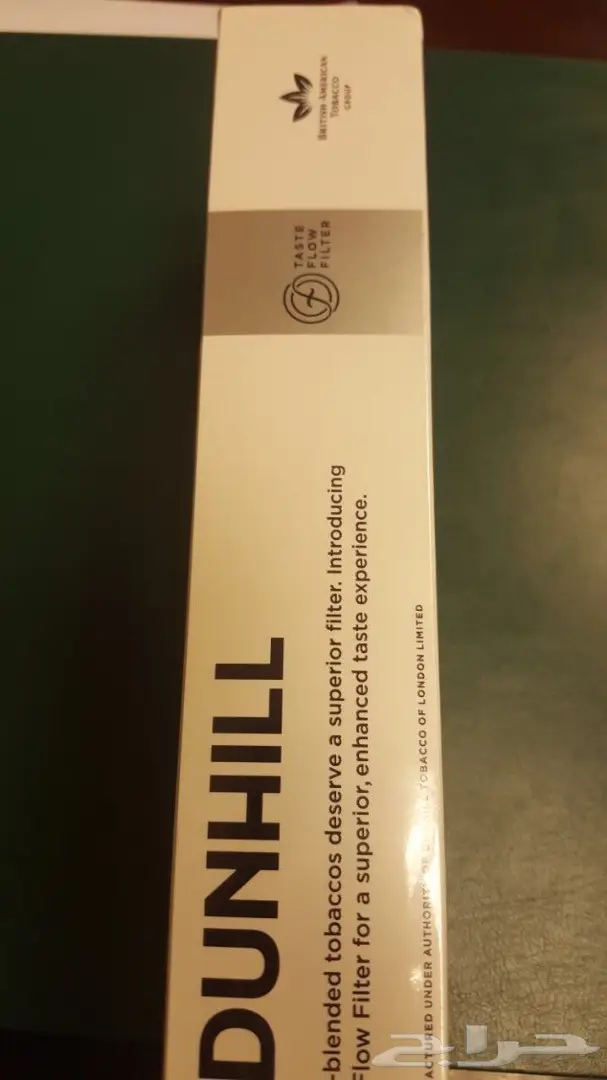 BRITISH AMERICAN
TOBACCO
GROUP
TASTE
FLOW
FILTER
DUNHILL
-blended tobaccos deserve a superior filter. Introducing
Flow Filter for a superior, enhanced taste experience.
ACTURED UNDER AUTHORITY OF TOBACCO OF LONDON LIMITED
حراج